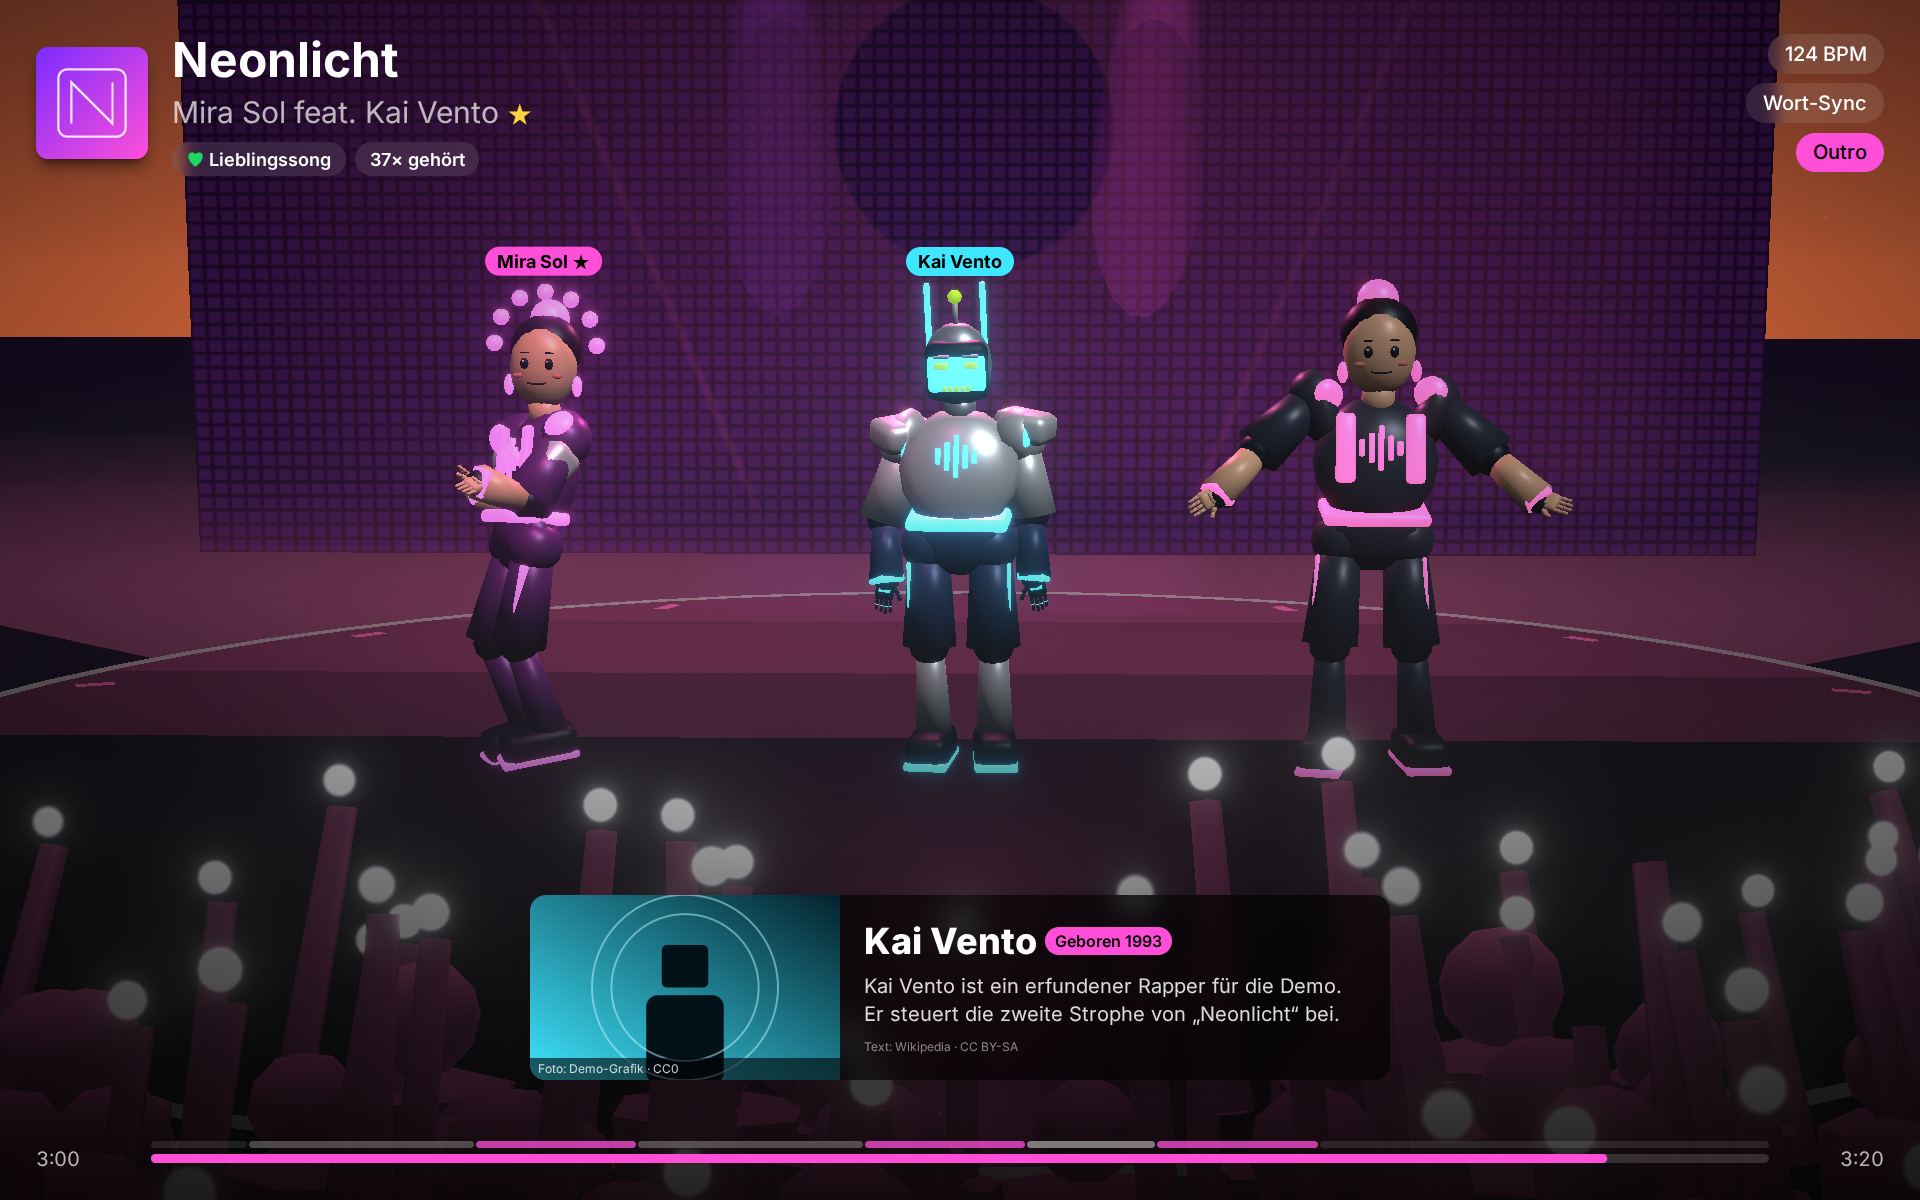 N
Neonlicht
Mira Sol feat. Kai Vento ★
Lieblingssong
37× gehört
124 BPM
Wort-Sync
Outro
Mira Sol ★
Kai Vento
Kai Vento
Geboren 1993
Kai Vento ist ein erfundener Rapper für die Demo.
Er steuert die zweite Strophe von „Neonlicht“ bei.
Text: Wikipedia · CC BY-SA
Foto: Demo-Grafik · CC0
3:00
3:20